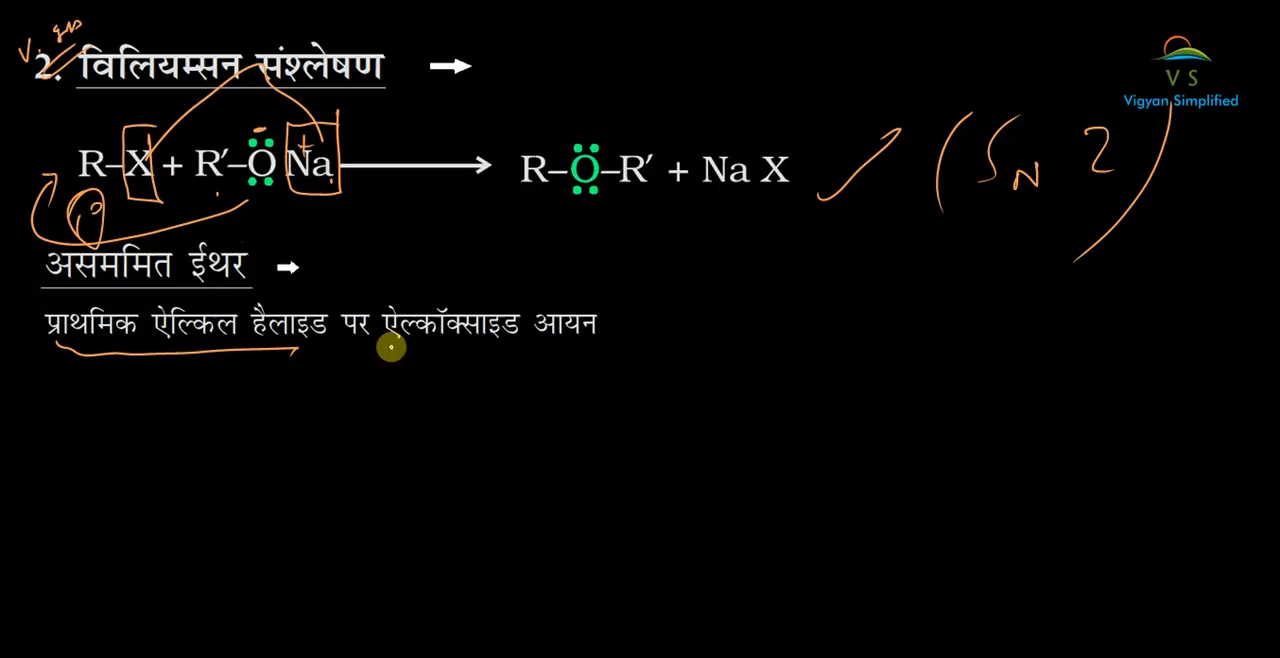 2. विलियम्सन संश्लेषण →
V S
Vigyan Simplified
R–X + R′–O Na → R–O–R′ + Na X
(SN 2)
1°
असममित ईथर →
प्राथमिक ऐल्किल हैलाइड पर ऐल्कॉक्साइड आयन